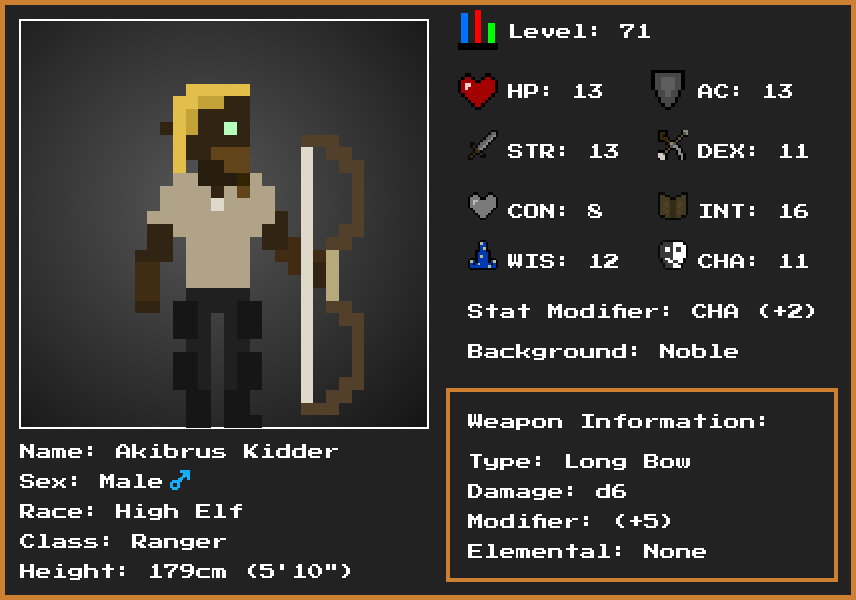 Level: 71
HP: 13
AC: 13
STR: 13
DEX: 11
CON: 8
INT: 16
WIS: 12
CHA: 11
Stat Modifier: CHA (+2)
Background: Noble
Weapon Information:
Type: Long Bow
Damage: d6
Modifier: (+5)
Elemental: None
Name: Akibrus Kidder
Sex: Male ♂
Race: High Elf
Class: Ranger
Height: 179cm (5'10")